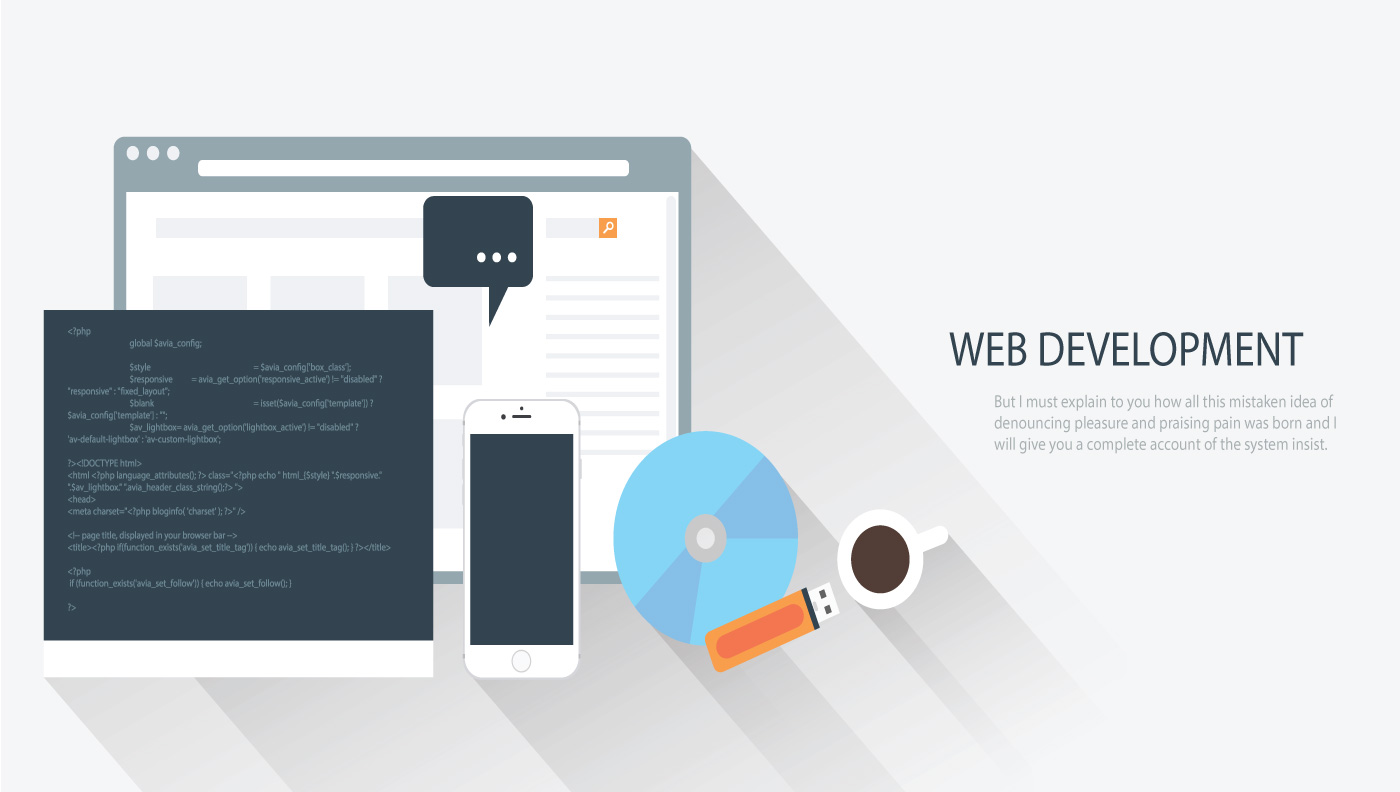 <?php
global $avia_config;
$style = $avia_config['box_class'];
$responsive = avia_get_option('responsive_active') != "disabled" ?
"responsive" : "fixed_layout";
$blank = isset($avia_config['template']) ?
$avia_config['template'] : "";
$av_lightbox= avia_get_option('lightbox_active') != "disabled" ?
'av-default-lightbox' : 'av-custom-lightbox';
?><!DOCTYPE html>
<html <?php language_attributes(); ?> class="<?php echo " html_{$style} ".$responsive."
".$av_lightbox." ".avia_header_class_string();?> ">
<head>
<meta charset="<?php bloginfo( 'charset' ); ?>" />
<!-- page title, displayed in your browser bar -->
<title><?php if(function_exists('avia_set_title_tag')) { echo avia_set_title_tag(); } ?></title>
<?php
if (function_exists('avia_set_follow')) { echo avia_set_follow(); }
?>
WEB DEVELOPMENT
But I must explain to you how all this mistaken idea of
denouncing pleasure and praising pain was born and I
will give you a complete account of the system insist.